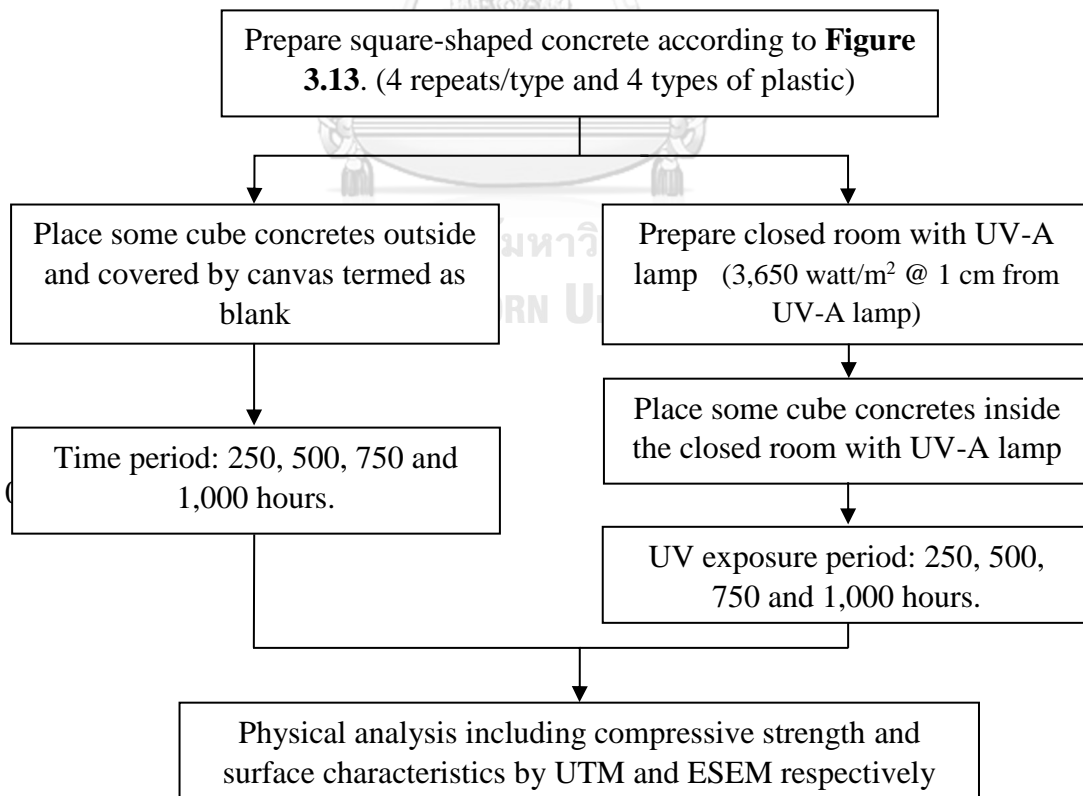 Prepare square-shaped concrete according to Figure
3.13. (4 repeats/type and 4 types of plastic)
Place some cube concretes outside
and covered by canvas termed as
blank
Prepare closed room with UV-A
lamp (3,650 watt/m² @ 1 cm from
UV-A lamp)
Place some cube concretes inside
the closed room with UV-A lamp
Time period: 250, 500, 750 and
1,000 hours.
UV exposure period: 250, 500,
750 and 1,000 hours.
Physical analysis including compressive strength and
surface characteristics by UTM and ESEM respectively